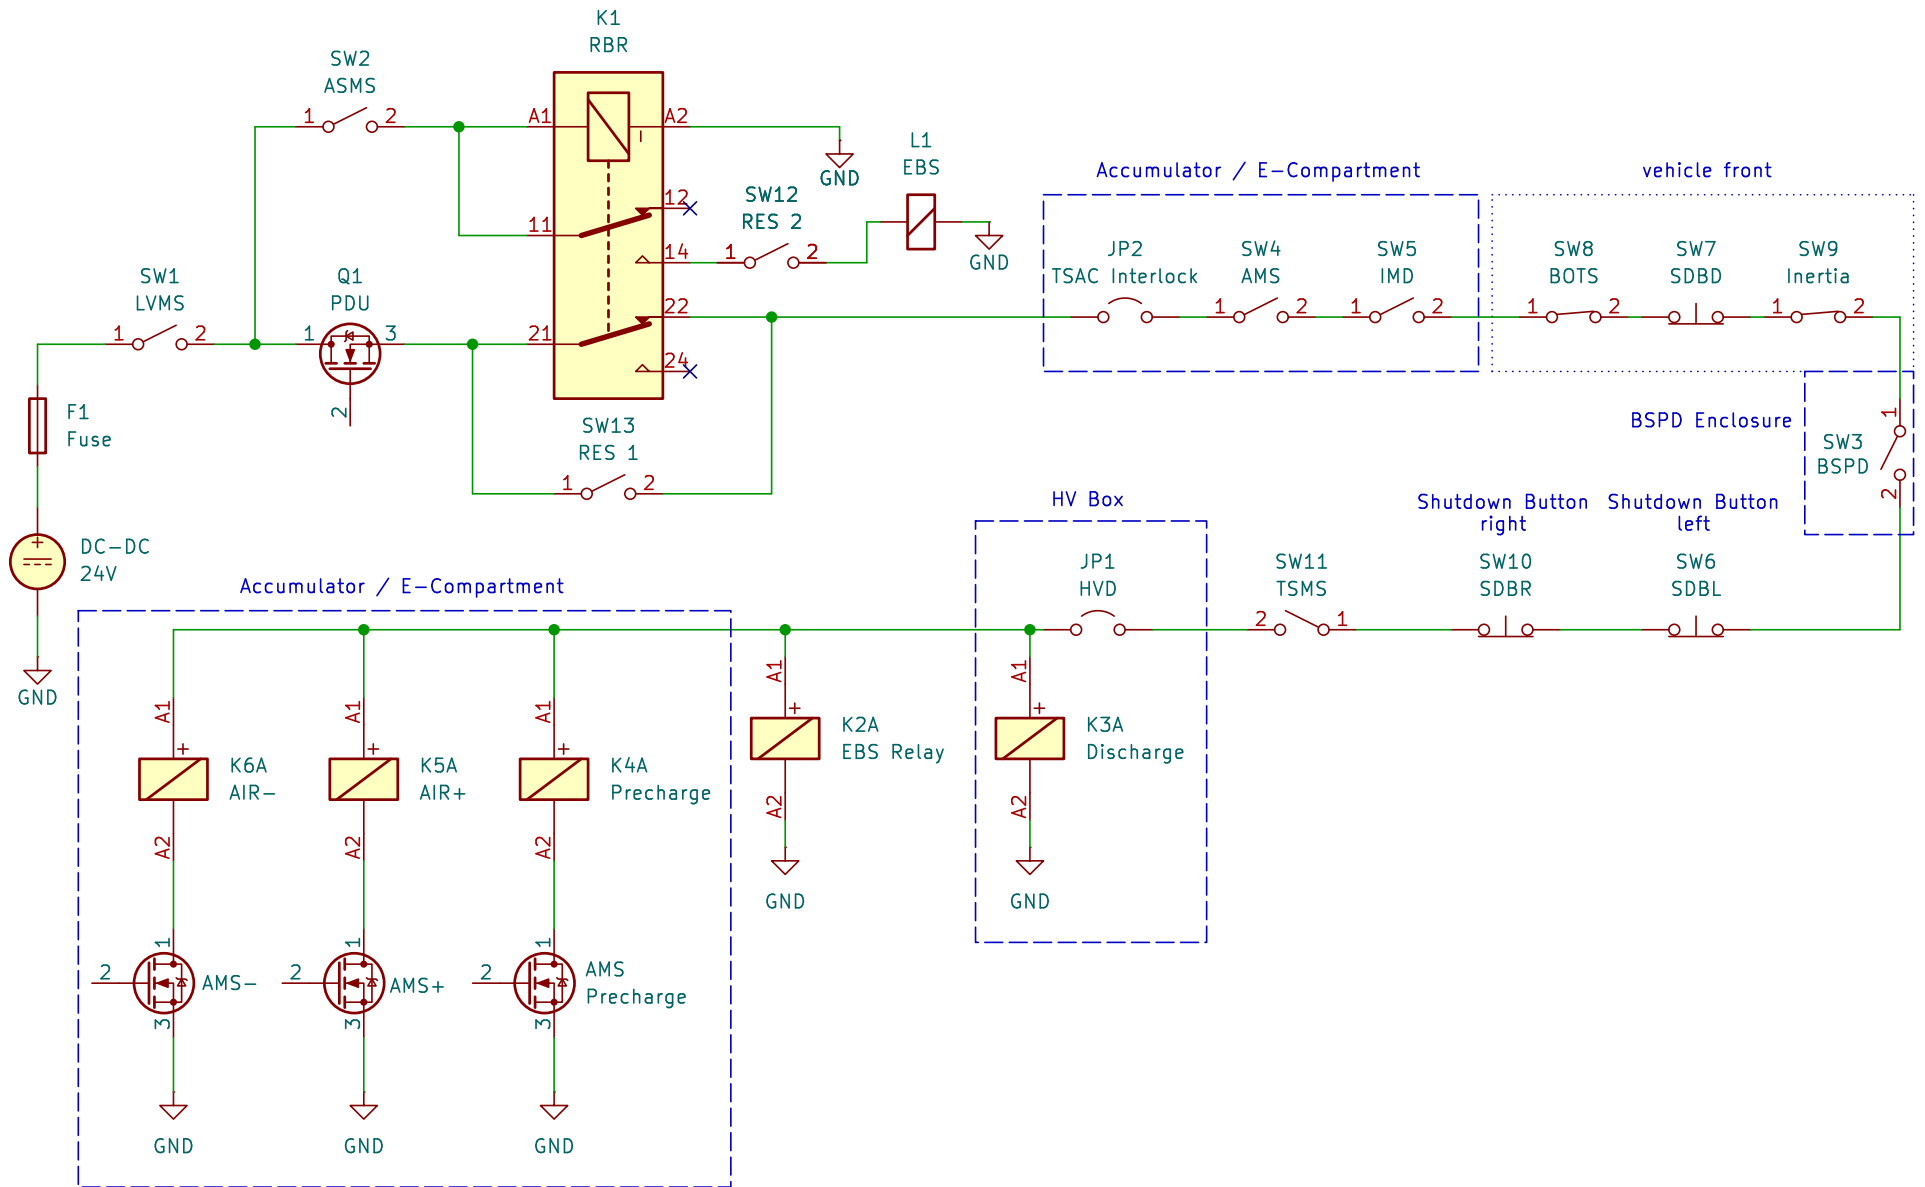 K1
RBR
SW2
ASMS
1 2
A1 A2
GND
L1
EBS
GND
12
11
14
SW12
RES 2
1 2
22
21
24
SW1
LVMS
1 2
Q1
PDU
1 3
2
SW13
RES 1
1 2
F1
Fuse
DC-DC
24V
GND
Accumulator / E-Compartment
JP2
TSAC Interlock
SW4
AMS
1 2
SW5
IMD
1 2
vehicle front
SW8
BOTS
1 2
SW7
SDBD
SW9
Inertia
1 2
BSPD Enclosure
SW3
BSPD
1
2
Shutdown Button
left
SW6
SDBL
Shutdown Button
right
SW10
SDBR
SW11
TSMS
2 1
HV Box
JP1
HVD
A1
+
K3A
Discharge
A2
GND
A1
+
K2A
EBS Relay
A2
GND
Accumulator / E-Compartment
A1
+
K6A
AIR-
A2
1
2
AMS-
3
GND
A1
+
K5A
AIR+
A2
1
2
AMS+
3
GND
A1
+
K4A
Precharge
A2
1
2
AMS
Precharge
3
GND